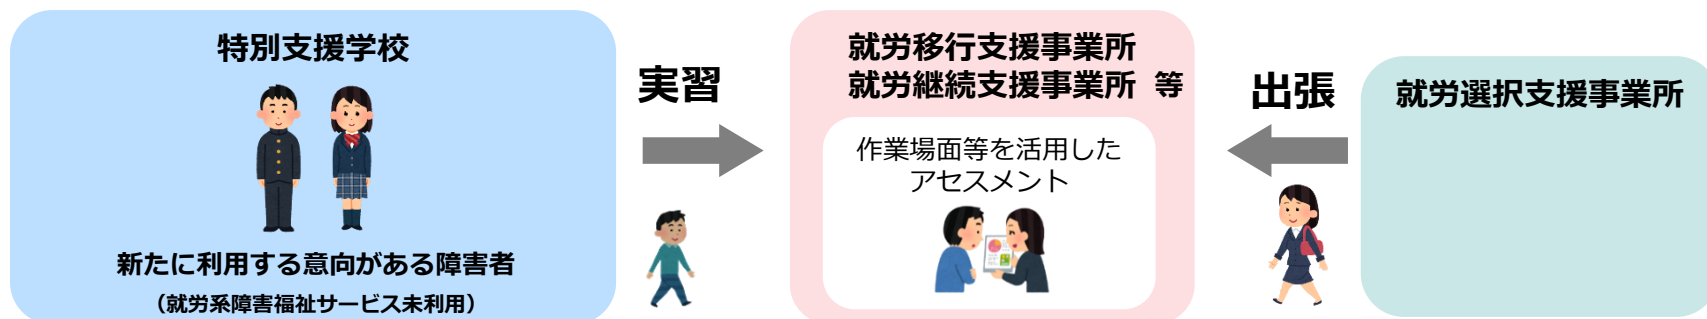 特別支援学校
新たに利用する意向がある障害者
（就労系障害福祉サービス未利用）
実習
就労移行支援事業所
就労継続支援事業所 等
作業場面等を活用した
アセスメント
出張
就労選択支援事業所